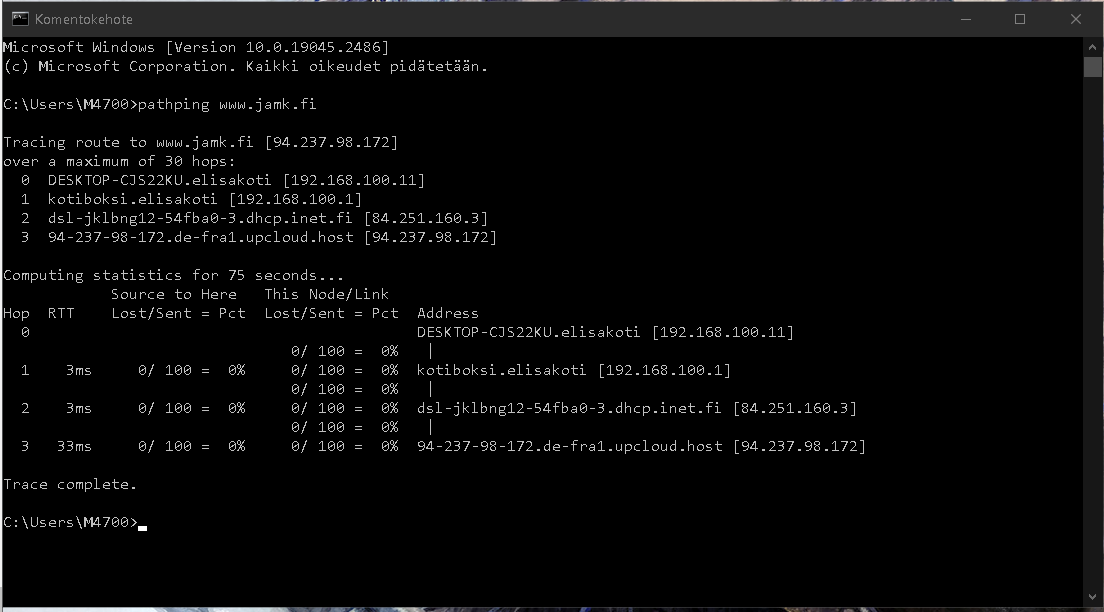 Komentokehote
Microsoft Windows [Version 10.0.19045.2486]
(c) Microsoft Corporation. Kaikki oikeudet pidätetään.
C:\Users\M4700>pathping www.jamk.fi
Tracing route to www.jamk.fi [94.237.98.172]
over a maximum of 30 hops:
  0  DESKTOP-CJS22KU.elisakoti [192.168.100.11]
  1  kotiboksi.elisakoti [192.168.100.1]
  2  dsl-jklbng12-54fba0-3.dhcp.inet.fi [84.251.160.3]
  3  94-237-98-172.de-fra1.upcloud.host [94.237.98.172]
Computing statistics for 75 seconds...
            Source to Here   This Node/Link
Hop  RTT    Lost/Sent = Pct  Lost/Sent = Pct  Address
  0                                           DESKTOP-CJS22KU.elisakoti [192.168.100.11]
                                0/ 100 =  0%   |
  1    3ms     0/ 100 =  0%     0/ 100 =  0%  kotiboksi.elisakoti [192.168.100.1]
                                0/ 100 =  0%   |
  2    3ms     0/ 100 =  0%     0/ 100 =  0%  dsl-jklbng12-54fba0-3.dhcp.inet.fi [84.251.160.3]
                                0/ 100 =  0%   |
  3   33ms     0/ 100 =  0%     0/ 100 =  0%  94-237-98-172.de-fra1.upcloud.host [94.237.98.172]
Trace complete.
C:\Users\M4700>